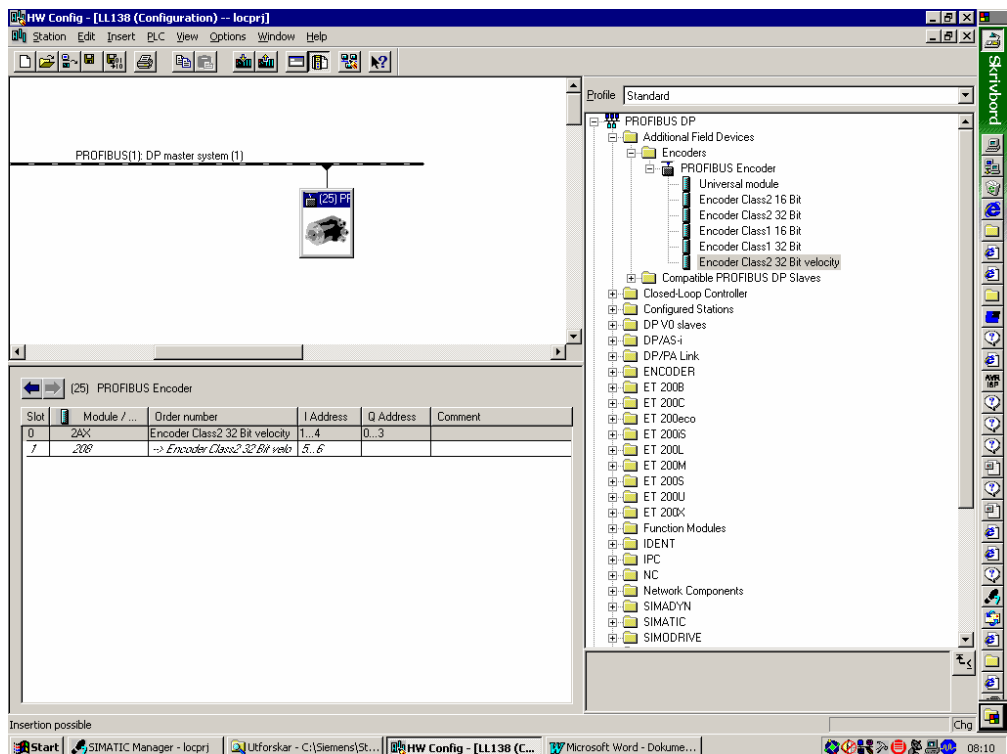 HW Config - [LL138 (Configuration) -- locprj]
Station Edit Insert PLC View Options Window Help
PROFIBUS(1): DP master system (1)
(25) PR
Profile Standard
PROFIBUS DP
Additional Field Devices
Encoders
PROFIBUS Encoder
Universal module
Encoder Class2 16 Bit
Encoder Class2 32 Bit
Encoder Class1 16 Bit
Encoder Class1 32 Bit
Encoder Class2 32 Bit velocity
Compatible PROFIBUS DP Slaves
Closed-Loop Controller
Configured Stations
DP V0 slaves
DP/AS-i
DP/PA Link
ENCODER
ET 200B
ET 200C
ET 200eco
ET 200iS
ET 200L
ET 200M
ET 200S
ET 200U
ET 200X
Function Modules
IDENT
IPC
NC
Network Components
SIMADYN
SIMATIC
SIMODRIVE
(25) PROFIBUS Encoder
Slot Module / ... Order number I Address Q Address Comment
0 2AX Encoder Class2 32 Bit velocity 1...4 0...3
1 208 --> Encoder Class2 32 Bit velo 5...6
Insertion possible
Chg
Skrivbord
AVR
ISP
Start SIMATIC Manager - locprj Utforskar - C:\Siemens\St... HW Config - [LL138 (C... Microsoft Word - Dokume... 08:10